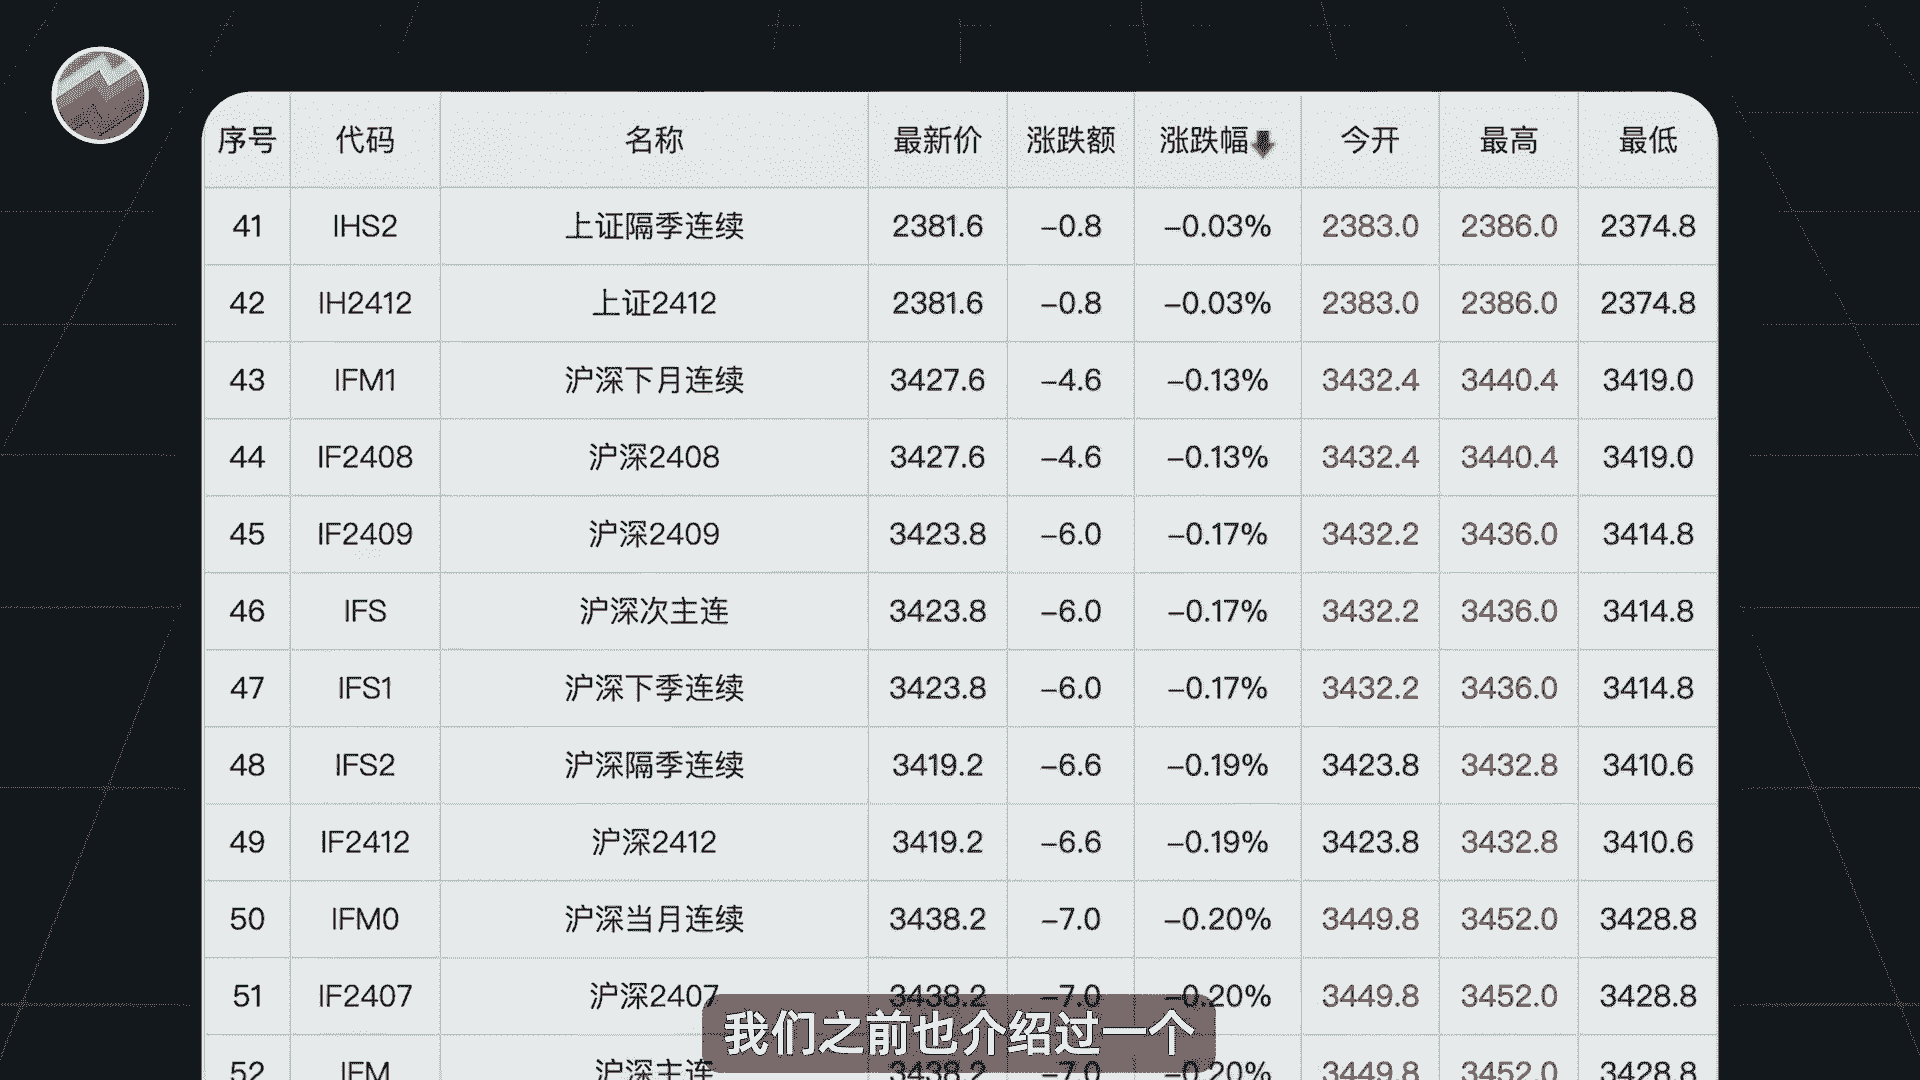 序号 代码 名称 最新价 涨跌额 涨跌幅 今开 最高 最低
41 IHS2 上证隔季连续 2381.6 -0.8 -0.03% 2383.0 2386.0 2374.8
42 IH2412 上证2412 2381.6 -0.8 -0.03% 2383.0 2386.0 2374.8
43 IFM1 沪深下月连续 3427.6 -4.6 -0.13% 3432.4 3440.4 3419.0
44 IF2408 沪深2408 3427.6 -4.6 -0.13% 3432.4 3440.4 3419.0
45 IF2409 沪深2409 3423.8 -6.0 -0.17% 3432.2 3436.0 3414.8
46 IFS 沪深次主连 3423.8 -6.0 -0.17% 3432.2 3436.0 3414.8
47 IFS1 沪深下季连续 3423.8 -6.0 -0.17% 3432.2 3436.0 3414.8
48 IFS2 沪深隔季连续 3419.2 -6.6 -0.19% 3423.8 3432.8 3410.6
49 IF2412 沪深2412 3419.2 -6.6 -0.19% 3423.8 3432.8 3410.6
50 IFM0 沪深当月连续 3438.2 -7.0 -0.20% 3449.8 3452.0 3428.8
51 IF2407 沪深2407 3438.2 -7.0 -0.20% 3449.8 3452.0 3428.8
我们之前也介绍过一个
52 IFM 沪深主连 3438.2 -7.0 -0.20% 3449.8 3452.0 3428.8